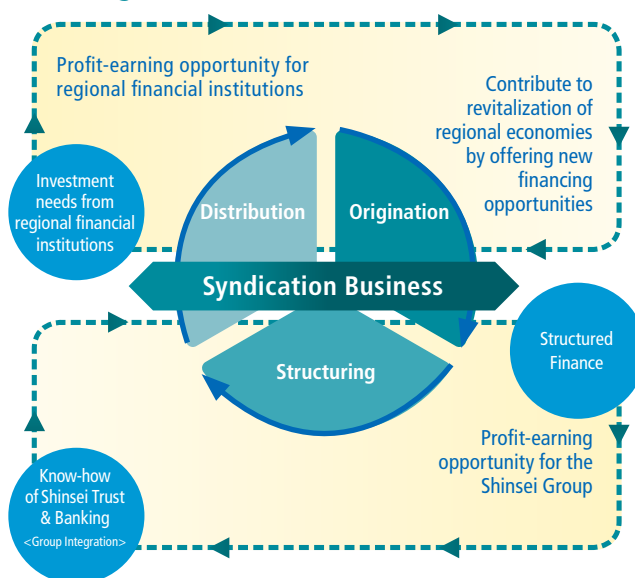 Profit-earning opportunity for
regional financial institutions
Contribute to
revitalization of
regional economies
by offering new
financing
opportunities
Investment
needs from
regional financial
institutions
Distribution
Origination
Syndication Business
Structuring
Structured
Finance
Profit-earning
opportunity for the
Shinsei Group
Know-how
of Shinsei Trust
& Banking
<Group Integration>